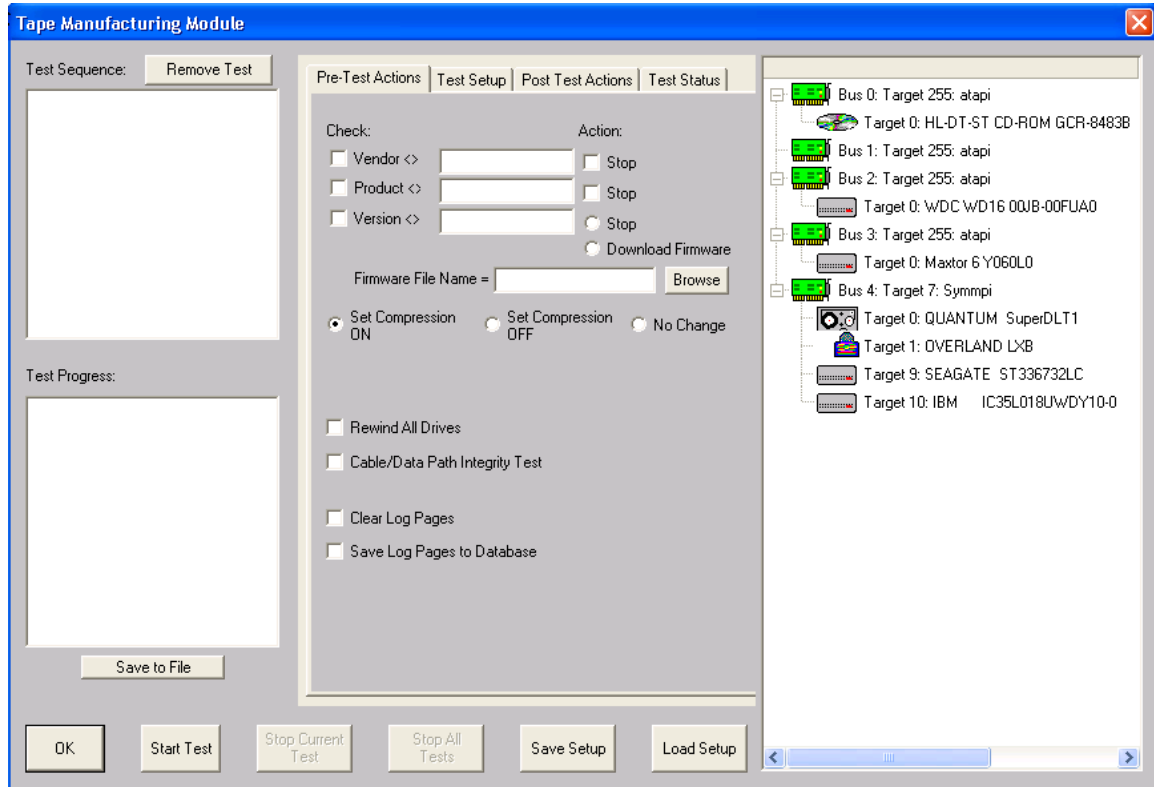 Tape Manufacturing Module
Test Sequence:
Remove Test
Test Progress:
Save to File
Pre-Test Actions
Test Setup
Post Test Actions
Test Status
Check:
Action:
Vendor <>
Stop
Product <>
Stop
Version <>
Stop
Download Firmware
Firmware File Name =
Browse
Set Compression
ON
Set Compression
OFF
No Change
Rewind All Drives
Cable/Data Path Integrity Test
Clear Log Pages
Save Log Pages to Database
Bus 0: Target 255: atapi
Target 0: HL-DT-ST CD-ROM GCR-8483B
Bus 1: Target 255: atapi
Bus 2: Target 255: atapi
Target 0: WDC WD16 00JB-00FUA0
Bus 3: Target 255: atapi
Target 0: Maxtor 6 Y060L0
Bus 4: Target 7: Symmpi
Target 0: QUANTUM SuperDLT1
Target 1: OVERLAND LXB
Target 9: SEAGATE ST336732LC
Target 10: IBM IC35L018UWDY10-0
OK
Start Test
Stop Current
Test
Stop All
Tests
Save Setup
Load Setup